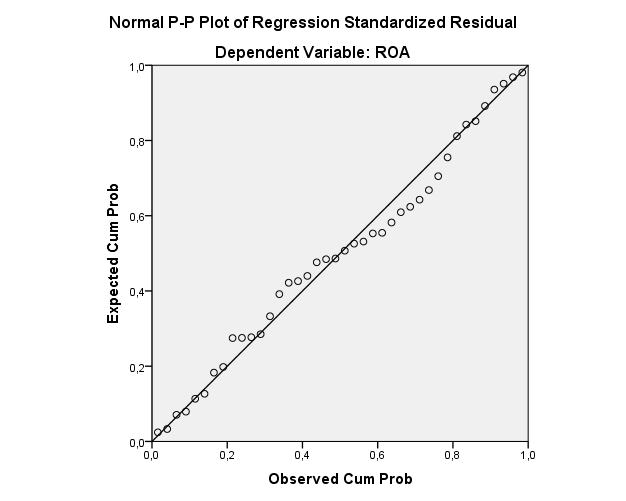 Normal P-P Plot of Regression Standardized Residual
Dependent Variable: ROA
1,0
0,8
0,6
0,4
0,2
0,0
Expected Cum Prob
0,0 0,2 0,4 0,6 0,8 1,0
Observed Cum Prob